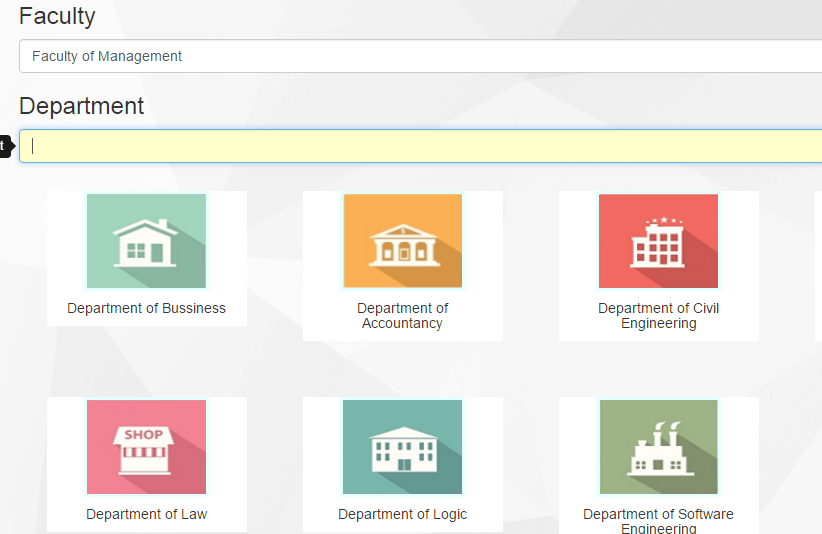 Faculty
Faculty of Management
Department
t
Department of Bussiness
Department of
Accountancy
Department of Civil
Engineering
SHOP
Department of Law
Department of Logic
Department of Software
Engineering